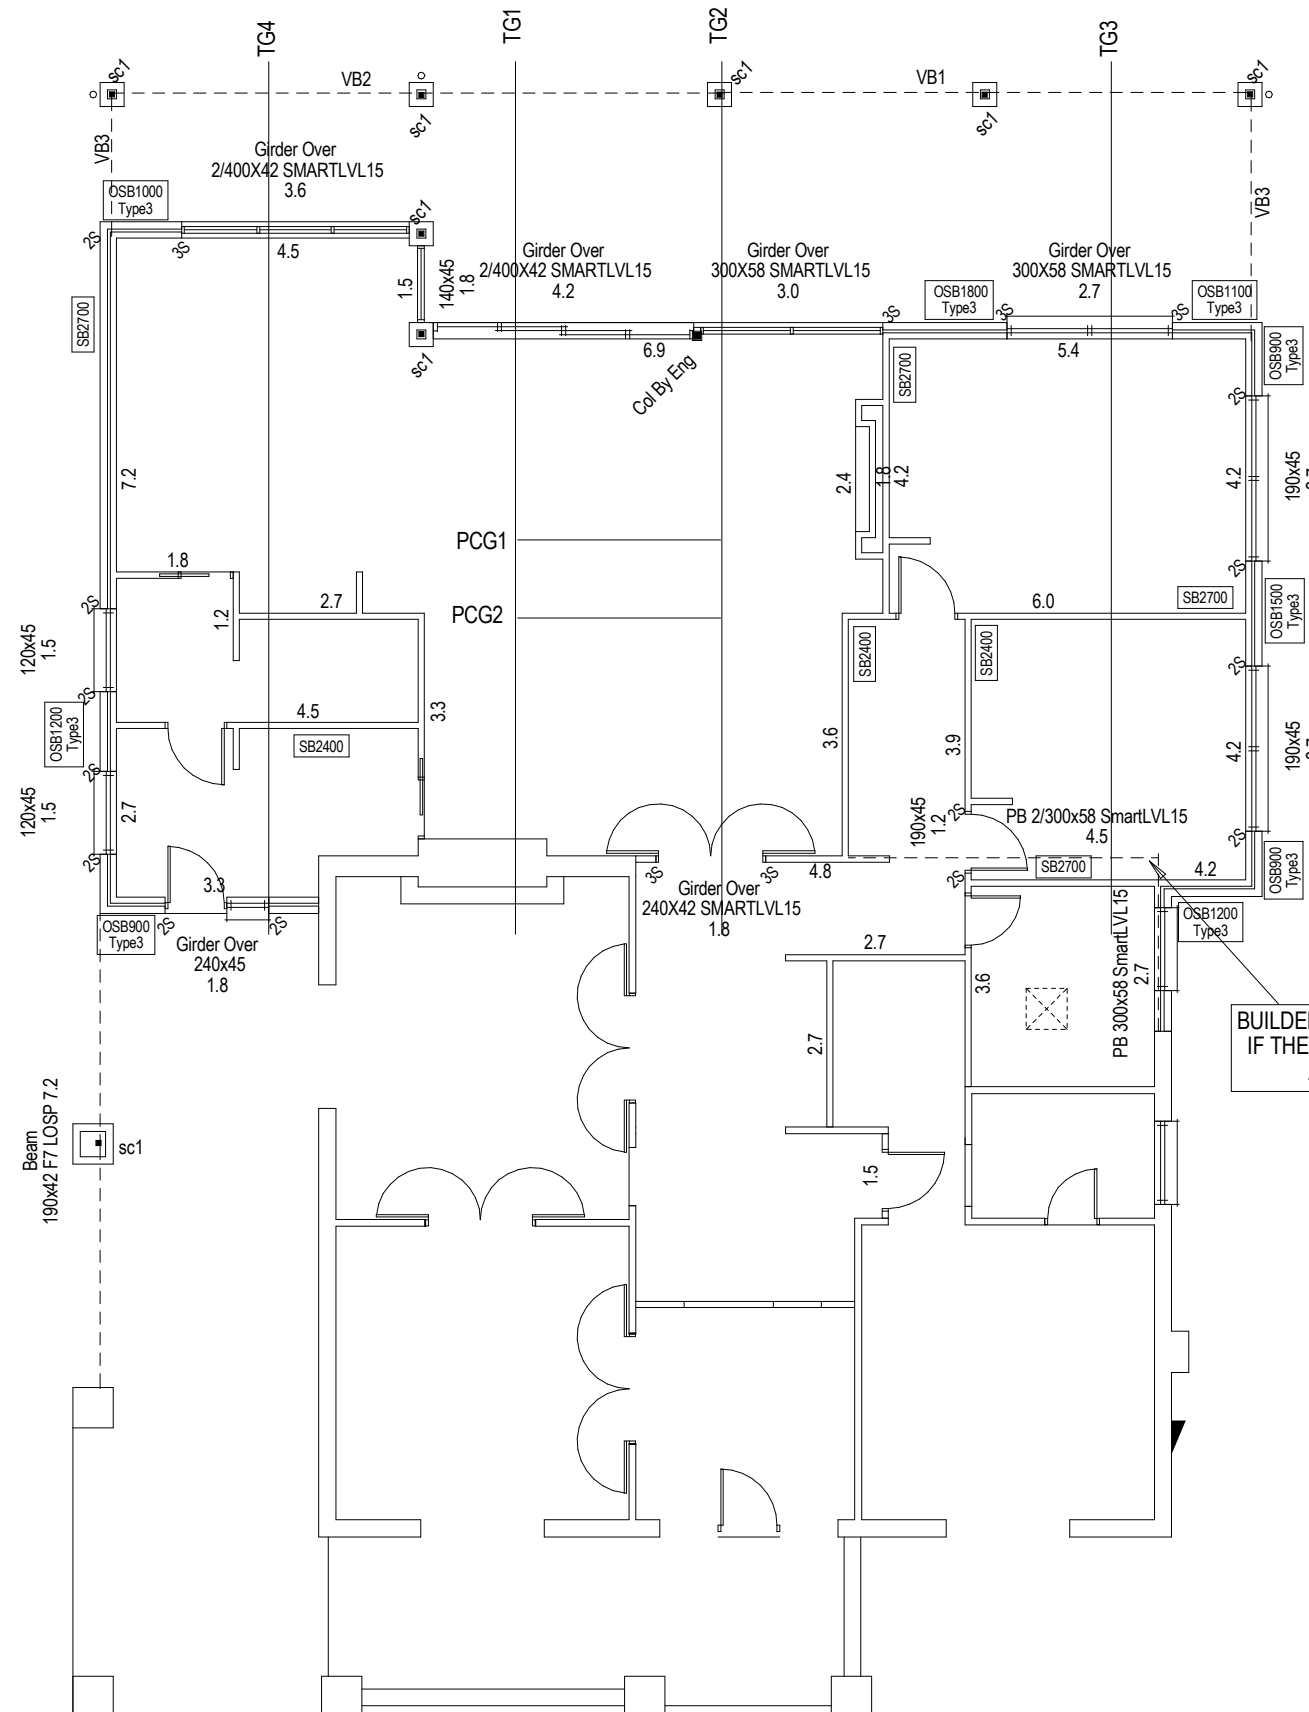 TG4
TG1
TG2
TG3
sc1
VB2
sc1
VB1
sc1
sc1
sc1
VB3
VB3
Girder Over
2/400X42 SMARTLVL15
3.6
OSB1000
Type3
2S
3S
4.5
sc1
1.5
140x45
1.8
Girder Over
2/400X42 SMARTLVL15
4.2
Girder Over
300X58 SMARTLVL15
3.0
Girder Over
300X58 SMARTLVL15
2.7
OSB1800
Type3
OSB1100
Type3
SB2700
sc1
6.9
Col By Eng
3S
3S
3S
5.4
OSB900
Type3
SB2700
2S
7.2
2.4
1.8
4.2
4.2
190x45
PCG1
1.8
2S
PCG2
2S
1.2
2.7
6.0
SB2700
OSB1500
Type3
120x45
1.5
SB2400
SB2400
2S
2S
OSB1200
Type3
4.5
SB2400
3.3
3.6
3.9
4.2
190x45
2S
120x45
1.5
2.7
2S
190x45
1.2
2S
PB 2/300x58 SmartLVL15
4.5
2S
3.3
3S
3S
4.8
2S
SB2700
4.2
OSB900
Type3
Girder Over
240X42 SMARTLVL15
1.8
OSB900
Type3
2S
2S
Girder Over
240x45
1.8
OSB1200
Type3
2.7
3.6
PB 300x58 SmartLVL15
2.7
2.7
IF THE
Beam
190x42 F7 LOSP 7.2
sc1
1.5